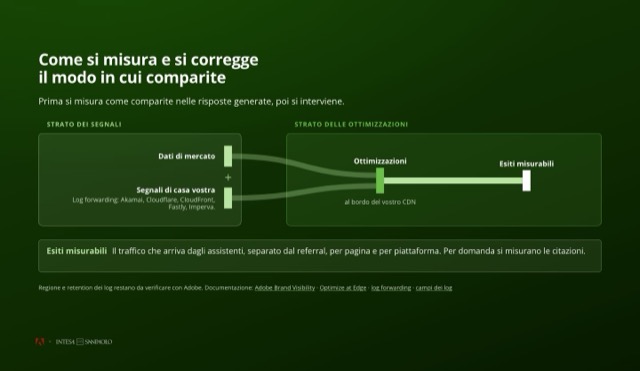 Come si misura e si corregge
il modo in cui comparite
Prima si misura come comparite nelle risposte generate, poi si interviene.
STRATO DEI SEGNALI
STRATO DELLE OTTIMIZZAZIONI
Dati di mercato
+
Segnali di casa vostra
Log forwarding: Akamai, Cloudflare, CloudFront,
Fastly, Imperva.
Ottimizzazioni
al bordo del vostro CDN
Esiti misurabili
Esiti misurabili Il traffico che arriva dagli assistenti, separato dal referral, per pagina e per piattaforma. Per domanda si misurano le citazioni.
Regione e retention dei log restano da verificare con Adobe. Documentazione: Adobe Brand Visibility · Optimize at Edge · log forwarding · campi dei log
INTESA SANPAOLO